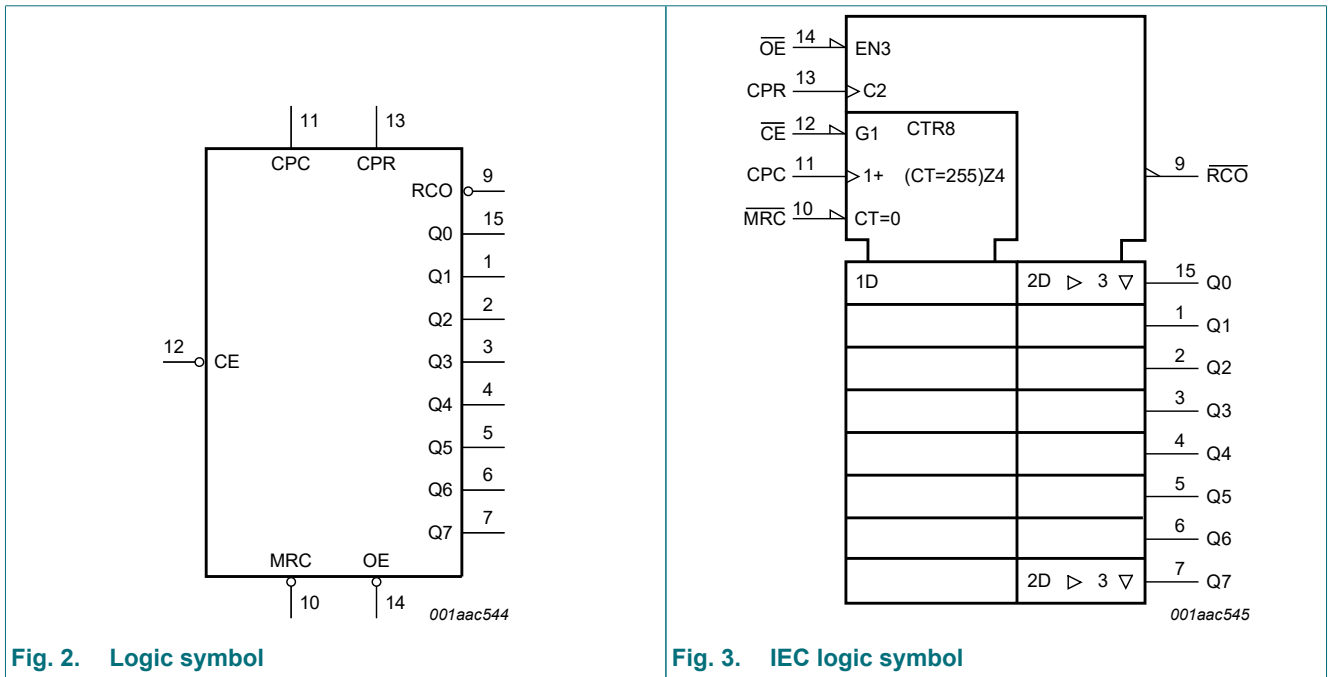 11 13
CPC CPR
RCO 9
Q0 15
Q1 1
Q2 2
12 CE Q3 3
Q4 4
Q5 5
Q6 6
Q7 7
MRC OE
10 14
001aac544
Fig. 2. Logic symbol
OE 14 EN3
CPR 13 C2
CE 12 G1 CTR8
CPC 11 1+ (CT=255)Z4 9 RCO
MRC 10 CT=0
1D 2D ▷ 3 ▽ 15 Q0
1 Q1
2 Q2
3 Q3
4 Q4
5 Q5
6 Q6
2D ▷ 3 ▽ 7 Q7
001aac545
Fig. 3. IEC logic symbol